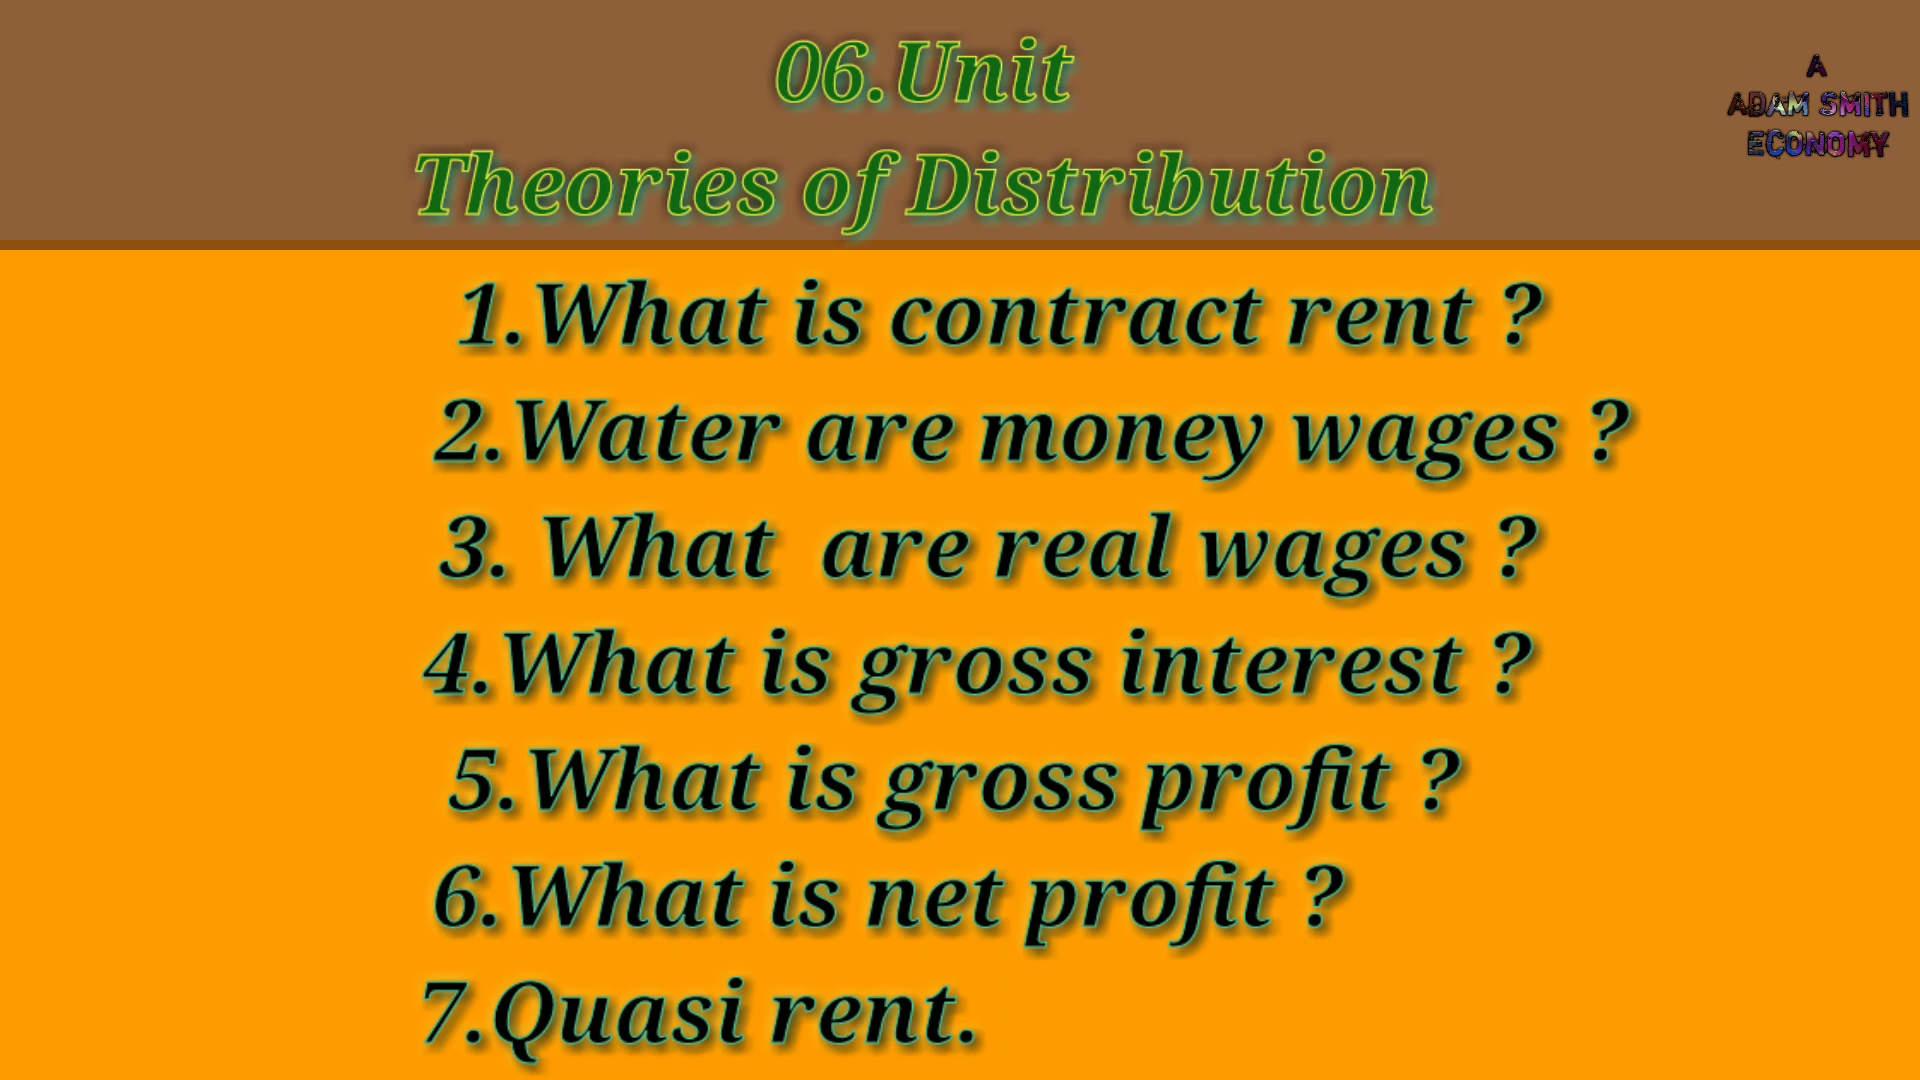 06.Unit
Theories of Distribution
A
ADAM SMITH
ECONOMY
1.What is contract rent ?
2.Water are money wages ?
3. What  are real wages ?
4.What is gross interest ?
5.What is gross profit ?
6.What is net profit ?
7.Quasi rent.